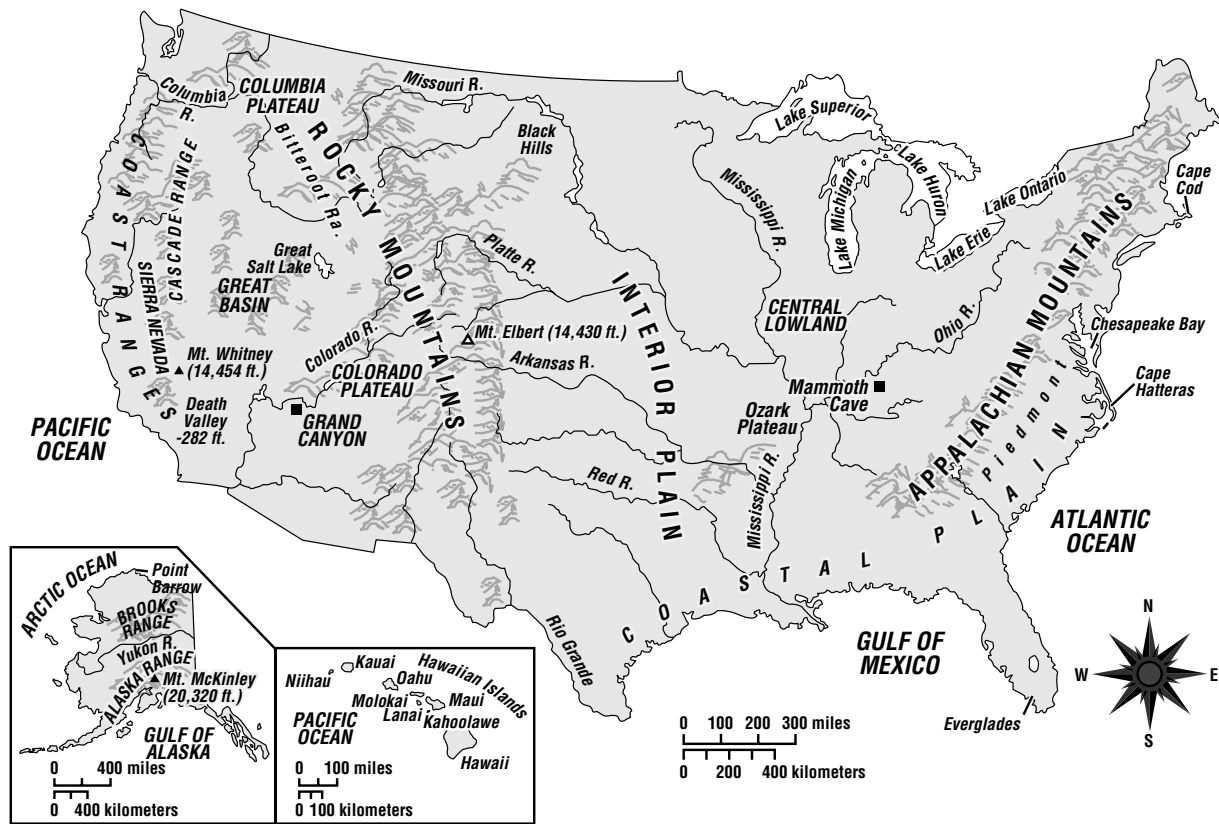 Columbia
R.
COLUMBIA
PLATEAU
Missouri R.
Black
Hills
ROCKY MOUNTAINS
Bitteroot Ra.
COAST RANGES
CASCADE RANGE
SIERRA NEVADA
Great
Salt Lake
GREAT
BASIN
Platte R.
Colorado R.
COLORADO
PLATEAU
Mt. Elbert (14,430 ft.)
Arkansas R.
Mt. Whitney
(14,454 ft.)
Death
Valley
-282 ft.
GRAND
CANYON
PACIFIC
OCEAN
INTERIOR PLAIN
Red R.
Rio Grande
Lake Superior
Lake Michigan
Lake Huron
Lake Ontario
Lake Erie
Mississippi R.
CENTRAL
LOWLAND
Ohio R.
Mammoth
Cave
Ozark
Plateau
Mississippi R.
APPALACHIAN MOUNTAINS
Piedmont
COASTAL PLAIN
Cape
Cod
Chesapeake Bay
Cape
Hatteras
ATLANTIC
OCEAN
GULF OF
MEXICO
Everglades
N
W
E
S
0 100 200 300 miles
0 200 400 kilometers
ARCTIC OCEAN
Point
Barrow
BROOKS
RANGE
Yukon R.
ALASKA RANGE
Mt. McKinley
(20,320 ft.)
GULF OF
ALASKA
0 400 miles
0 400 kilometers
Kauai
Niihau
Oahu
Hawaiian Islands
Molokai
Maui
Lanai
Kahoolawe
PACIFIC
OCEAN
Hawaii
0 100 miles
0 100 kilometers